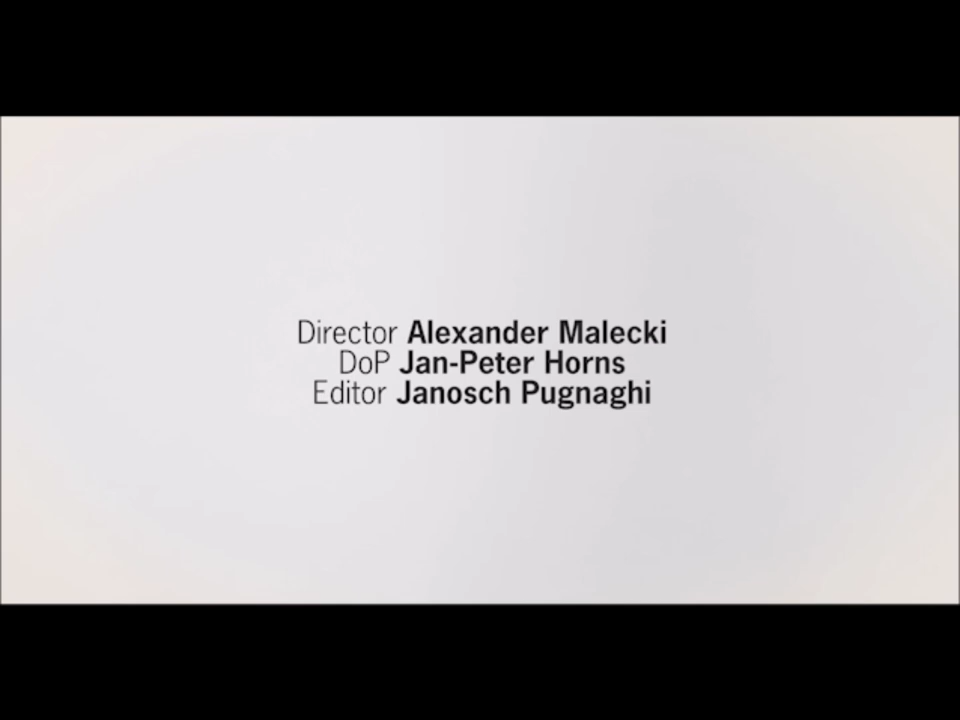 Director Alexander Malecki
DoP Jan-Peter Horns
Editor Janosch Pugnaghi